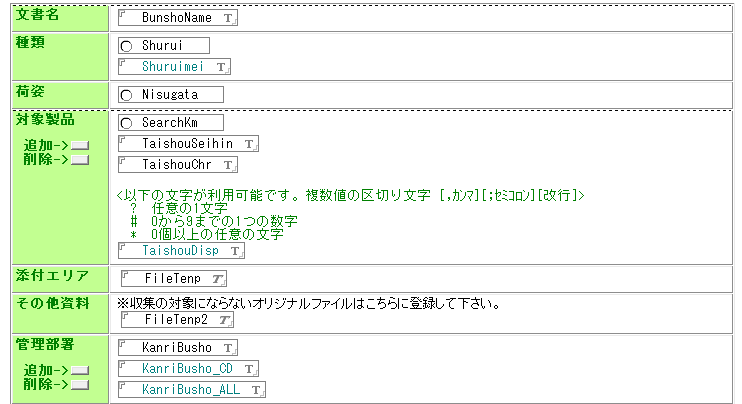 文書名
BunshoName T
種類
Shurui
Shuruimei T
荷姿
Nisugata
対象製品
SearchKm
追加->
TaishouSeihin T
削除->
TaishouChr T
<以下の文字が利用可能です。複数値の区切り文字 [,ｶﾝﾏ][;ｾﾐｺﾛﾝ][改行]>
? 任意の1文字
# 0から9までの1つの数字
* 0個以上の任意の文字
TaishouDisp T
添付エリア
FileTenp T
その他資料
※収集の対象にならないオリジナルファイルはこちらに登録して下さい。
FileTenp2 T
管理部署
KanriBusho T
追加->
KanriBusho_CD T
削除->
KanriBusho_ALL T